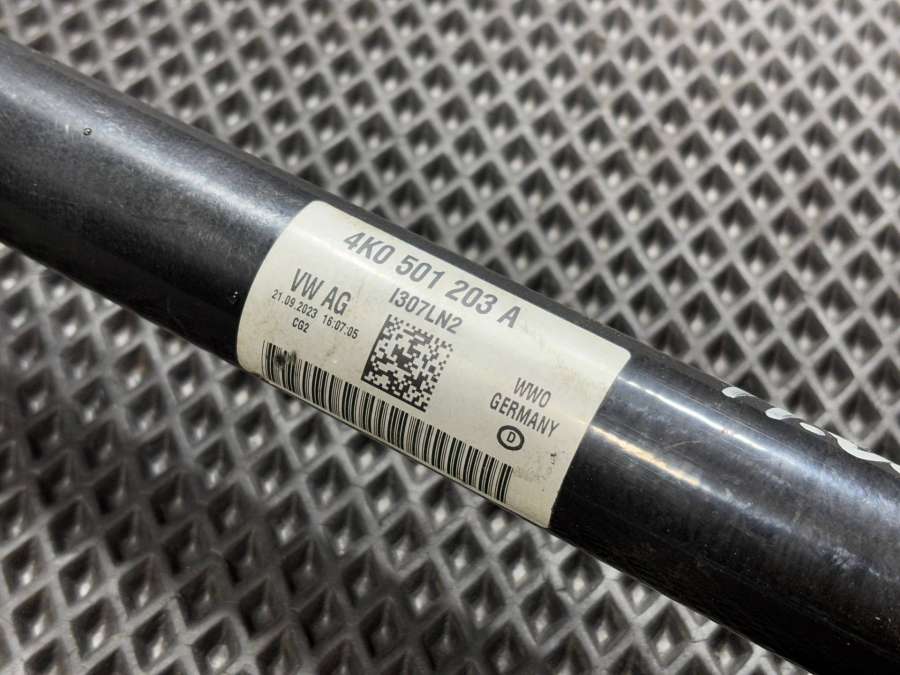 4K0 501 203 A
I307LN2
VW AG
21.09.2023 16:07:05
CG2
WWO
GERMANY
D